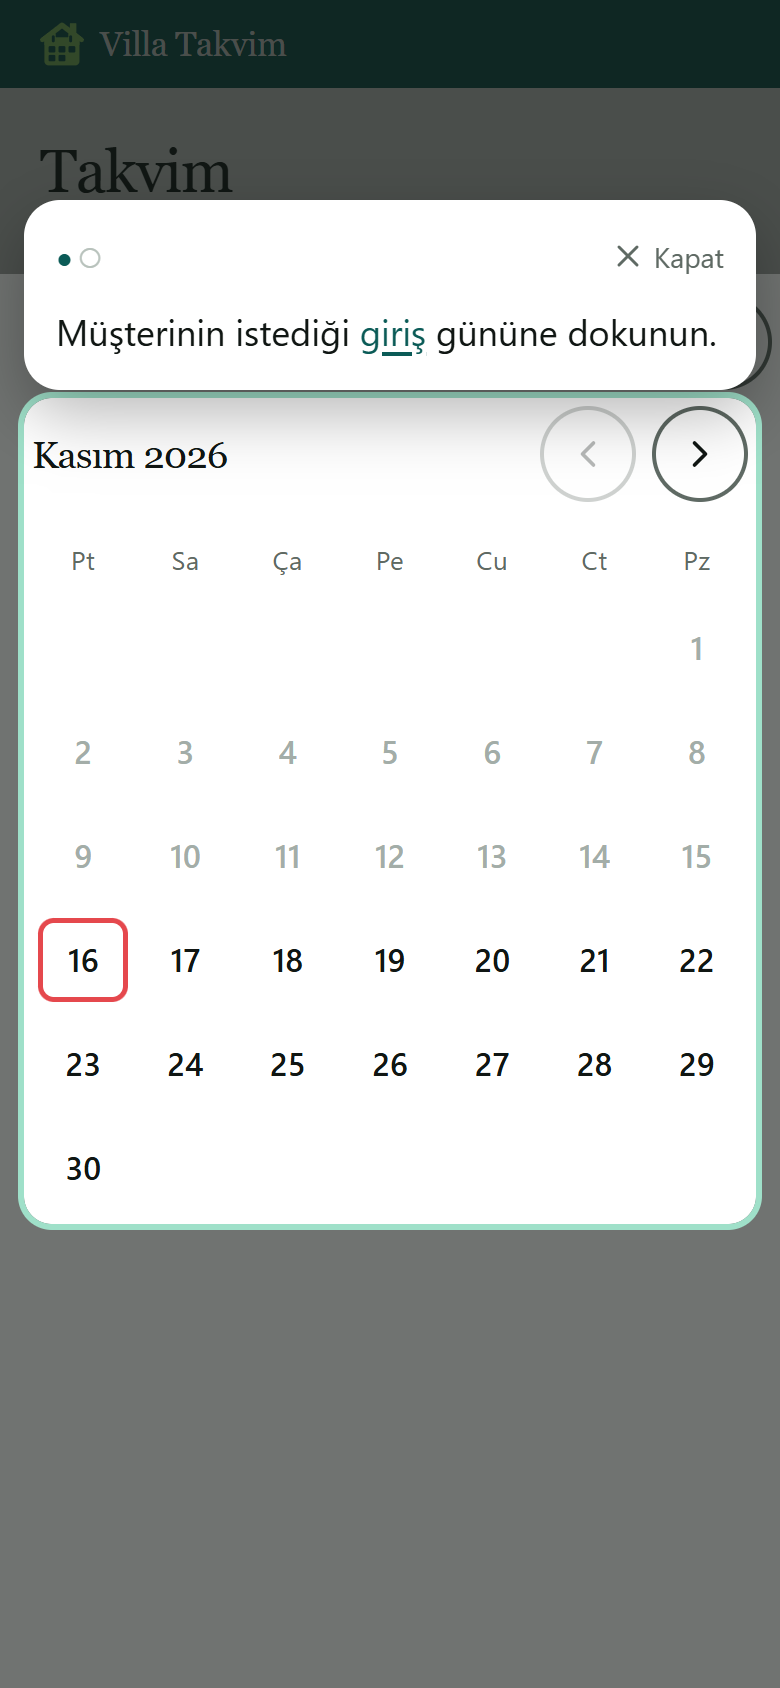 Villa Takvim
Takvim
Kapat
Müşterinin istediği giriş gününe dokunun.
Kasım 2026
Pt Sa Ça Pe Cu Ct Pz
1
2 3 4 5 6 7 8
9 10 11 12 13 14 15
16 17 18 19 20 21 22
23 24 25 26 27 28 29
30